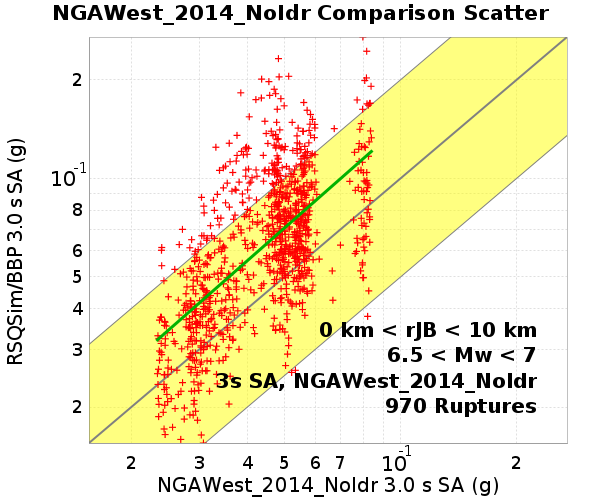 NGAWest_2014_NoIdr Comparison Scatter
RSQSim/BBP 3.0 s SA (g)
2
10-1
8
6
5
4
3
2
0 km < rJB < 10 km
6.5 < Mw < 7
3s SA, NGAWest_2014_NoIdr
970 Ruptures
2 3 4 5 6 7 10-1 2
NGAWest_2014_NoIdr 3.0 s SA (g)